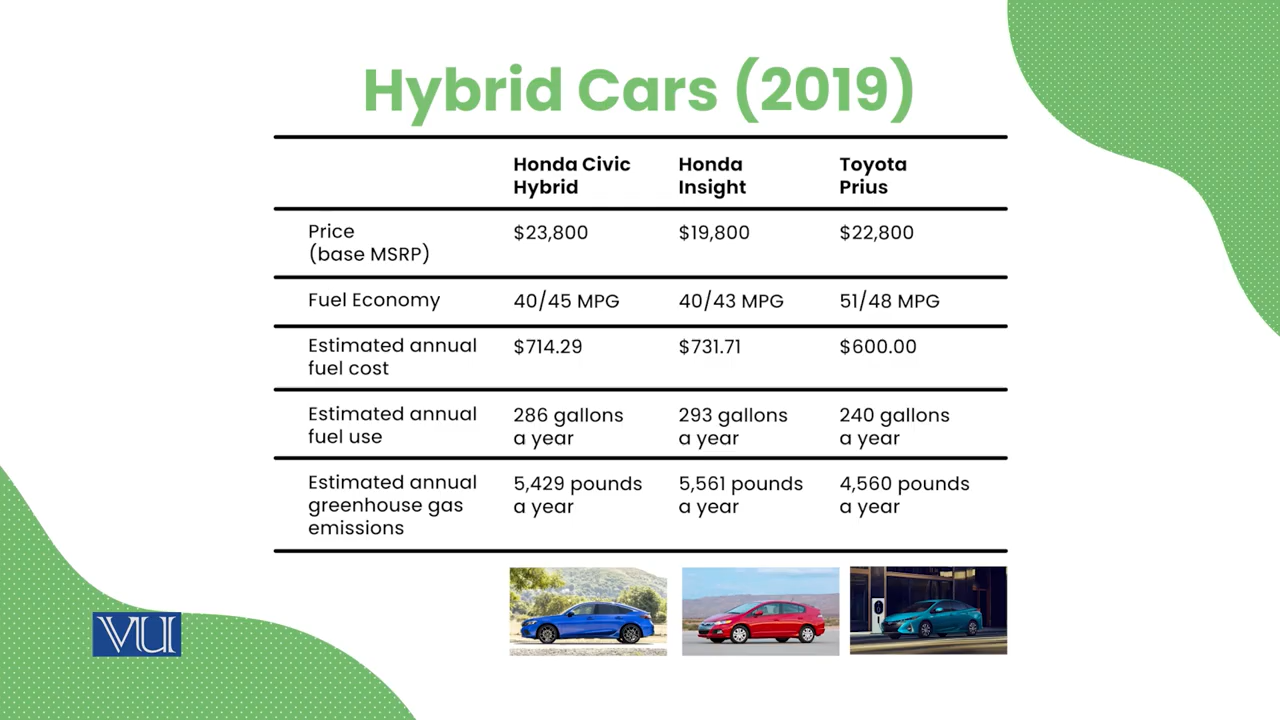 Hybrid Cars (2019)
Honda Civic
Hybrid
Honda
Insight
Toyota
Prius
Price
(base MSRP)
$23,800
$19,800
$22,800
Fuel Economy
40/45 MPG
40/43 MPG
51/48 MPG
Estimated annual
fuel cost
$714.29
$731.71
$600.00
Estimated annual
fuel use
286 gallons
a year
293 gallons
a year
240 gallons
a year
Estimated annual
greenhouse gas
emissions
5,429 pounds
a year
5,561 pounds
a year
4,560 pounds
a year
VU